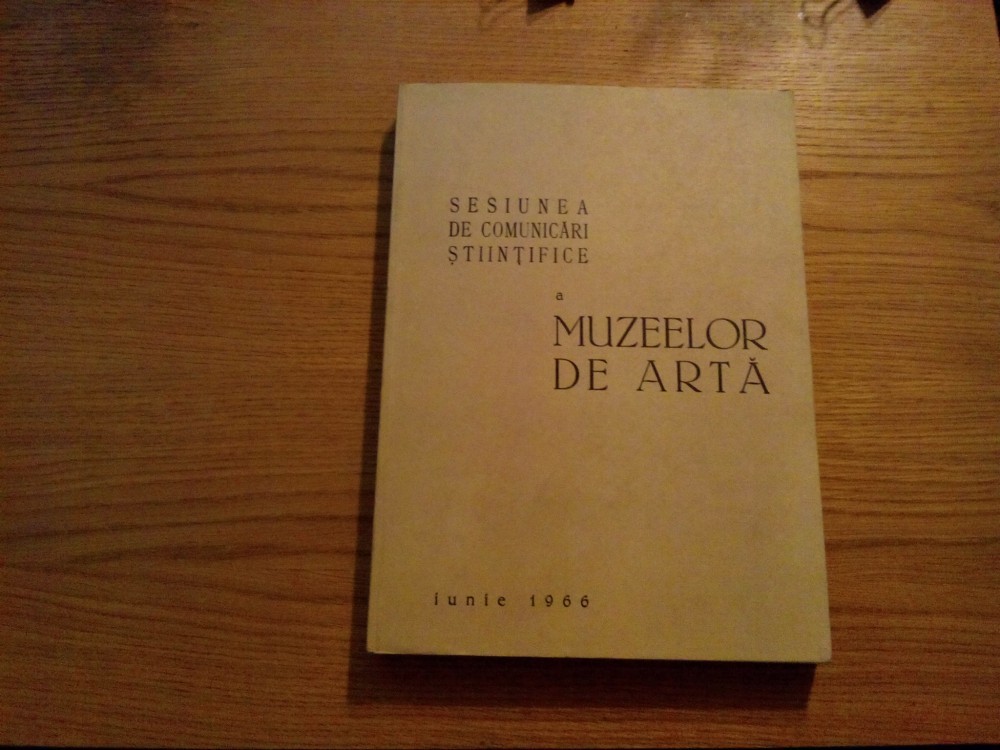 SESIUNEA
DE COMUNICĂRI
ȘTIINȚIFICE
a
MUZEELOR
DE ARTĂ
iunie 1966